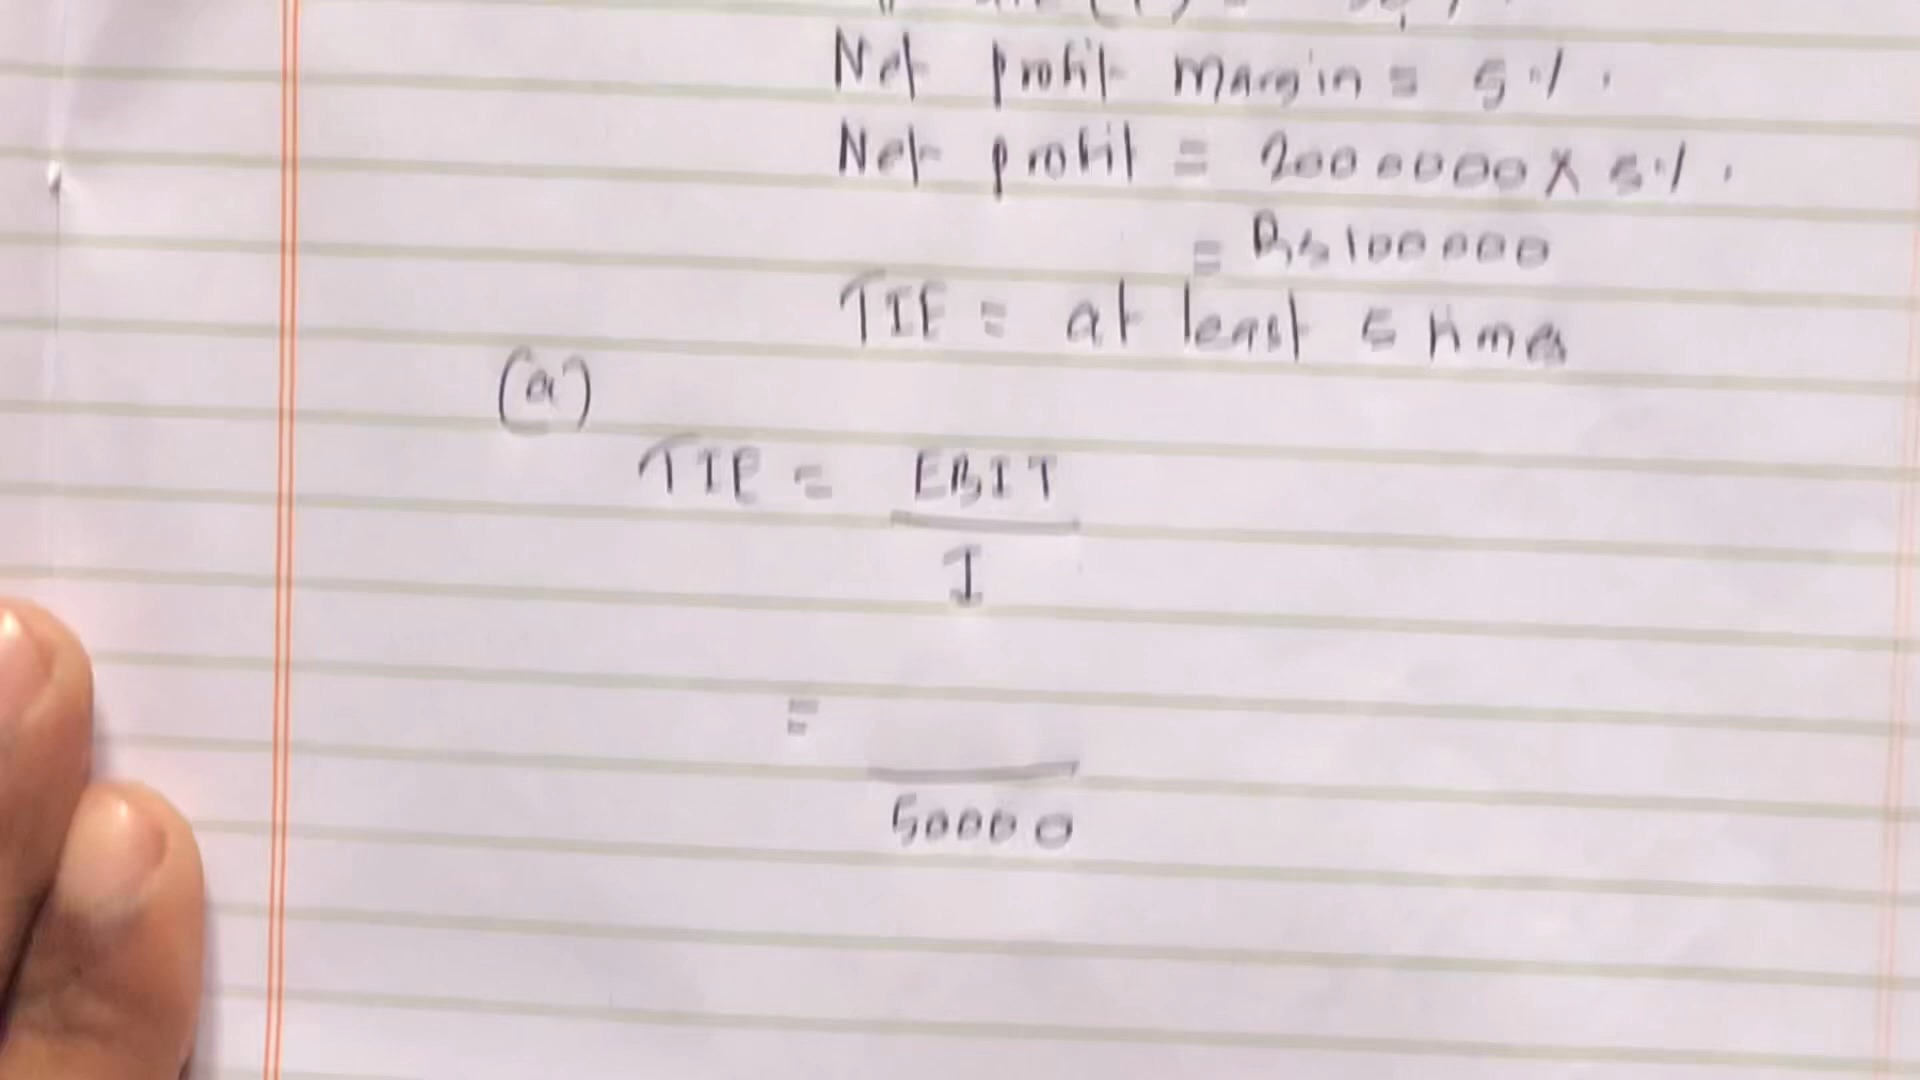 Net profit margin = 5%.
Net profit = 2000000 X 5%.
= Rs 100000
TIE = at least 5 times
(a)
TIE = EBIT
I
=
50000